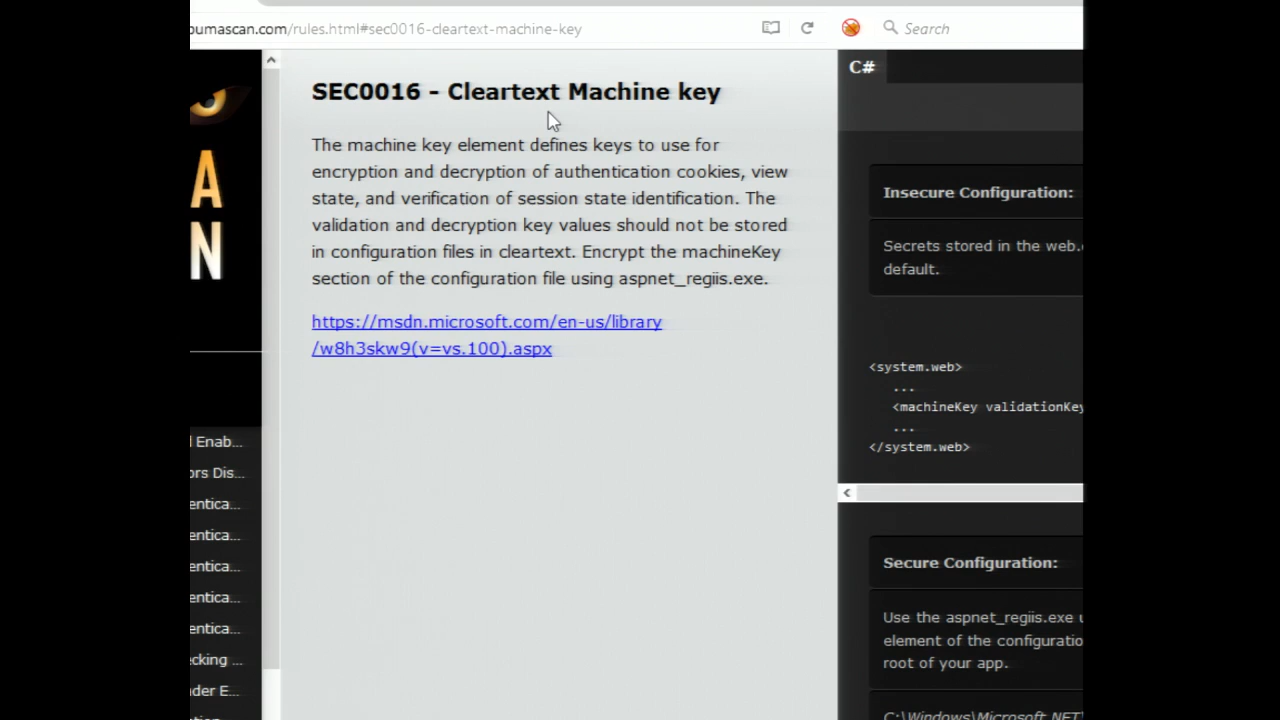 pumascan.com/rules.html#sec0016-cleartext-machine-key
Search
A
N
SEC0016 - Cleartext Machine key
The machine key element defines keys to use for
encryption and decryption of authentication cookies, view
state, and verification of session state identification. The
validation and decryption key values should not be stored
in configuration files in cleartext. Encrypt the machineKey
section of the configuration file using aspnet_regiis.exe.
https://msdn.microsoft.com/en-us/library
/w8h3skw9(v=vs.100).aspx
Enab...
ors Dis...
entica...
entica...
entica...
entica...
entica...
cking ...
der E...
C#
Insecure Configuration:
Secrets stored in the web.
default.
<system.web>
...
<machineKey validationKey
...
</system.web>
Secure Configuration:
Use the aspnet_regiis.exe
element of the configuratio
root of your app.
C:\Windows\Microsoft.NET\